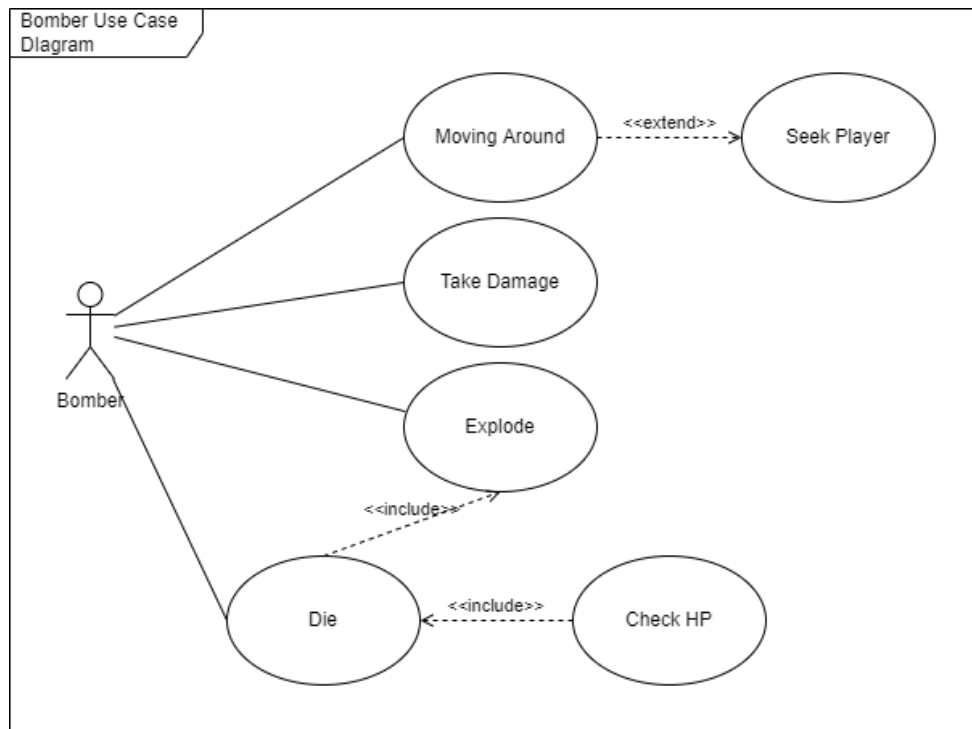 Bomber Use Case
DIagram
Moving Around
<<extend>>
Seek Player
Take Damage
Bomber
Explode
<<include>>
Die
<<include>>
Check HP